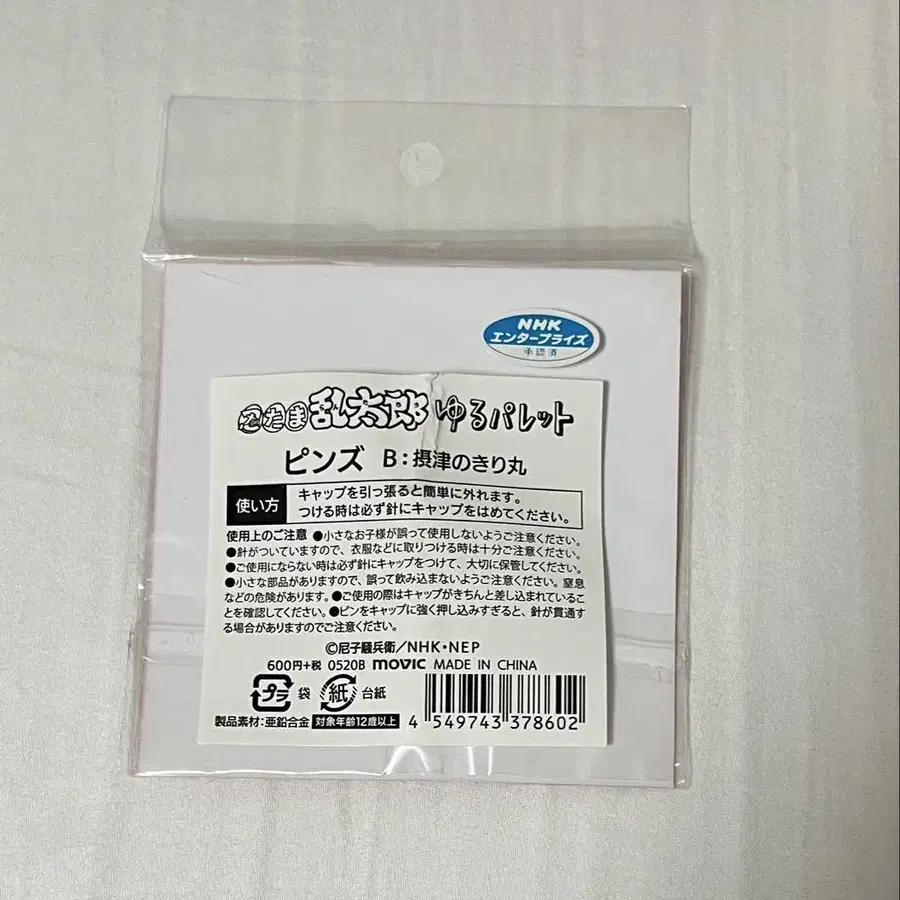 NHK
エンタープライズ
承認済
忍たま乱太郎 ゆるパレット
ピンズ B：摂津のきり丸
使い方
キャップを引っ張ると簡単に外れます。
つける時は必ず針にキャップをはめてください。
使用上のご注意 ●小さなお子様が誤って使用しないようご注意ください。
●針がついていますので、衣服などに取りつける時は十分ご注意ください。
●ご使用にならない時は必ず針にキャップをつけて、大切に保管してください。
●小さな部品がありますので、誤って飲み込まないようご注意ください。窒息
などの危険があります。●ご使用の際はキャップがきちんと差し込まれているこ
とを確認してください。●ピンをキャップに強く押し込みすぎると、針が貫通す
る場合がありますのでご注意ください。
©尼子騒兵衛/NHK・NEP
600円+税 0520B movic MADE IN CHINA
プラ 袋 紙 台紙
製品素材：亜鉛合金 対象年齢12歳以上
4 549743 378602